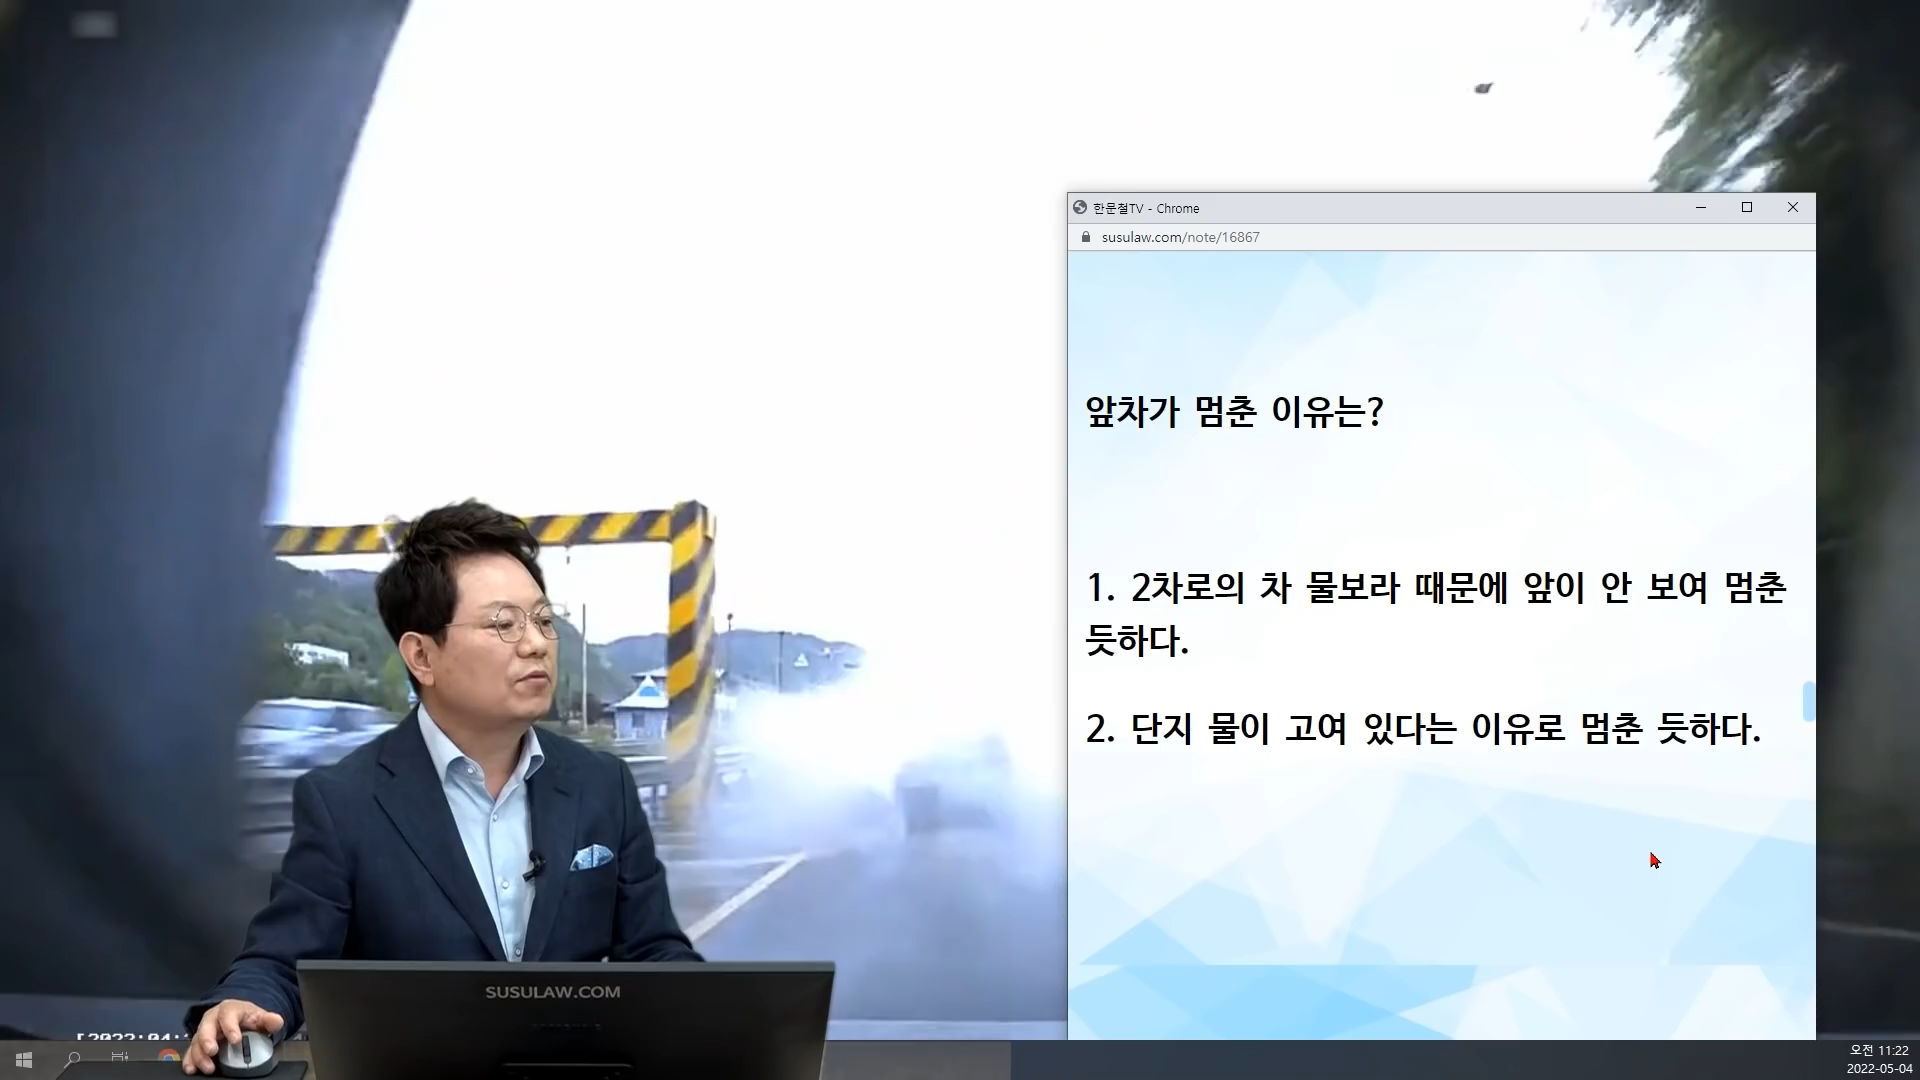 한문철TV - Chrome
susulaw.com/note/16867
앞차가 멈춘 이유는?
1. 2차로의 차 물보라 때문에 앞이 안 보여 멈춘
듯하다.
2. 단지 물이 고여 있다는 이유로 멈춘 듯하다.
SUSULAW.COM
[2022:04:
오전 11:22
2022-05-04